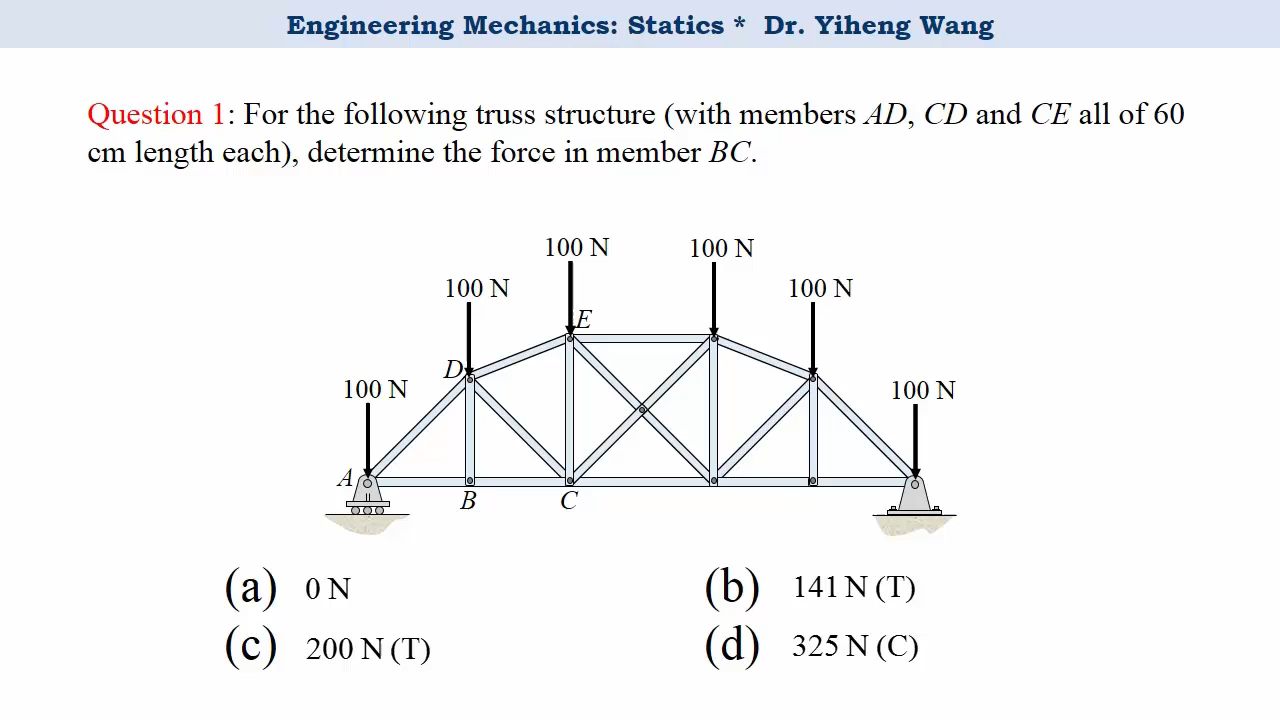 Engineering Mechanics: Statics * Dr. Yiheng Wang
Question 1: For the following truss structure (with members AD, CD and CE all of 60
cm length each), determine the force in member BC.
100 N
100 N
100 N
100 N
E
D
100 N
100 N
A
B
C
(a) 0 N
(b) 141 N (T)
(c) 200 N (T)
(d) 325 N (C)